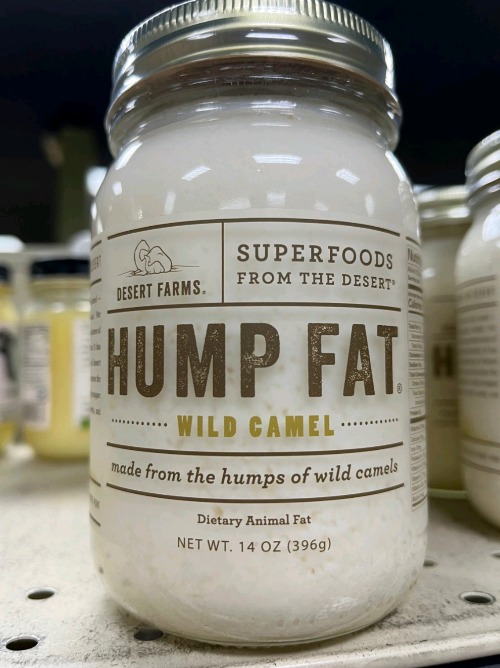 DESERT FARMS®
SUPERFOODS
FROM THE DESERT®
HUMP FAT®
WILD CAMEL
made from the humps of wild camels
Dietary Animal Fat
NET WT. 14 OZ (396g)